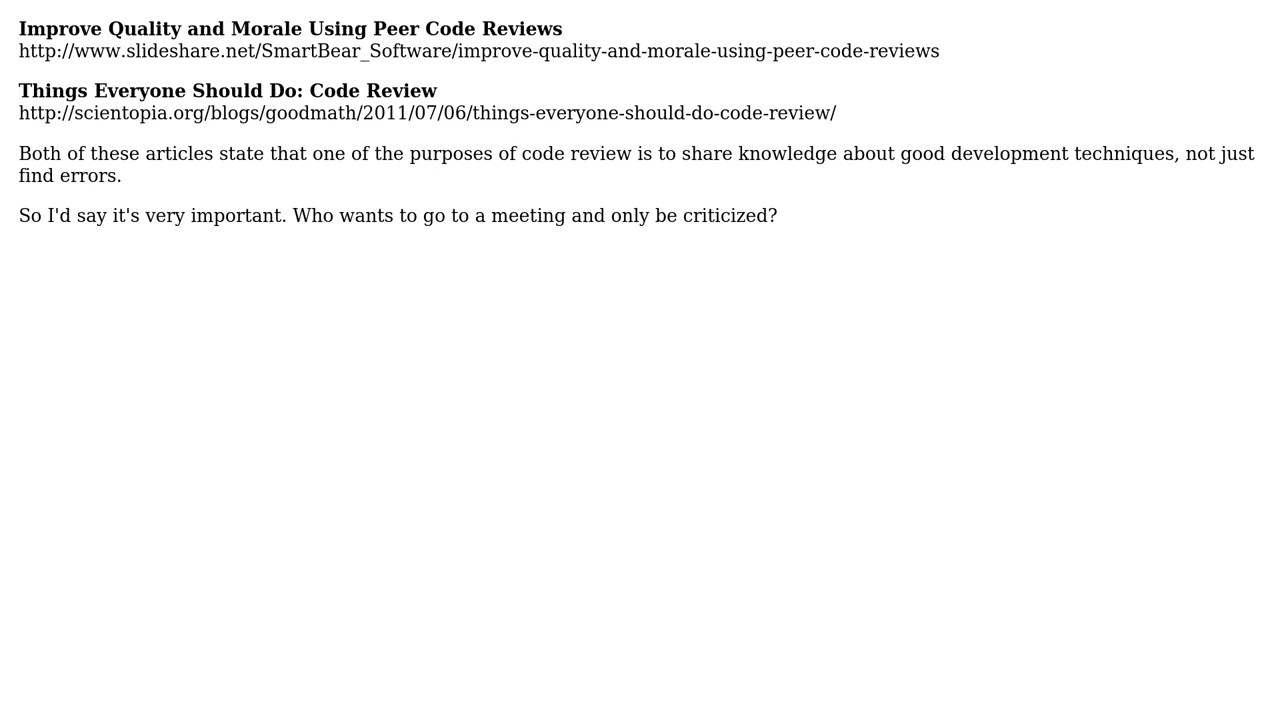 Improve Quality and Morale Using Peer Code Reviews
http://www.slideshare.net/SmartBear_Software/improve-quality-and-morale-using-peer-code-reviews
Things Everyone Should Do: Code Review
http://scientopia.org/blogs/goodmath/2011/07/06/things-everyone-should-do-code-review/
Both of these articles state that one of the purposes of code review is to share knowledge about good development techniques, not just
find errors.
So I'd say it's very important. Who wants to go to a meeting and only be criticized?